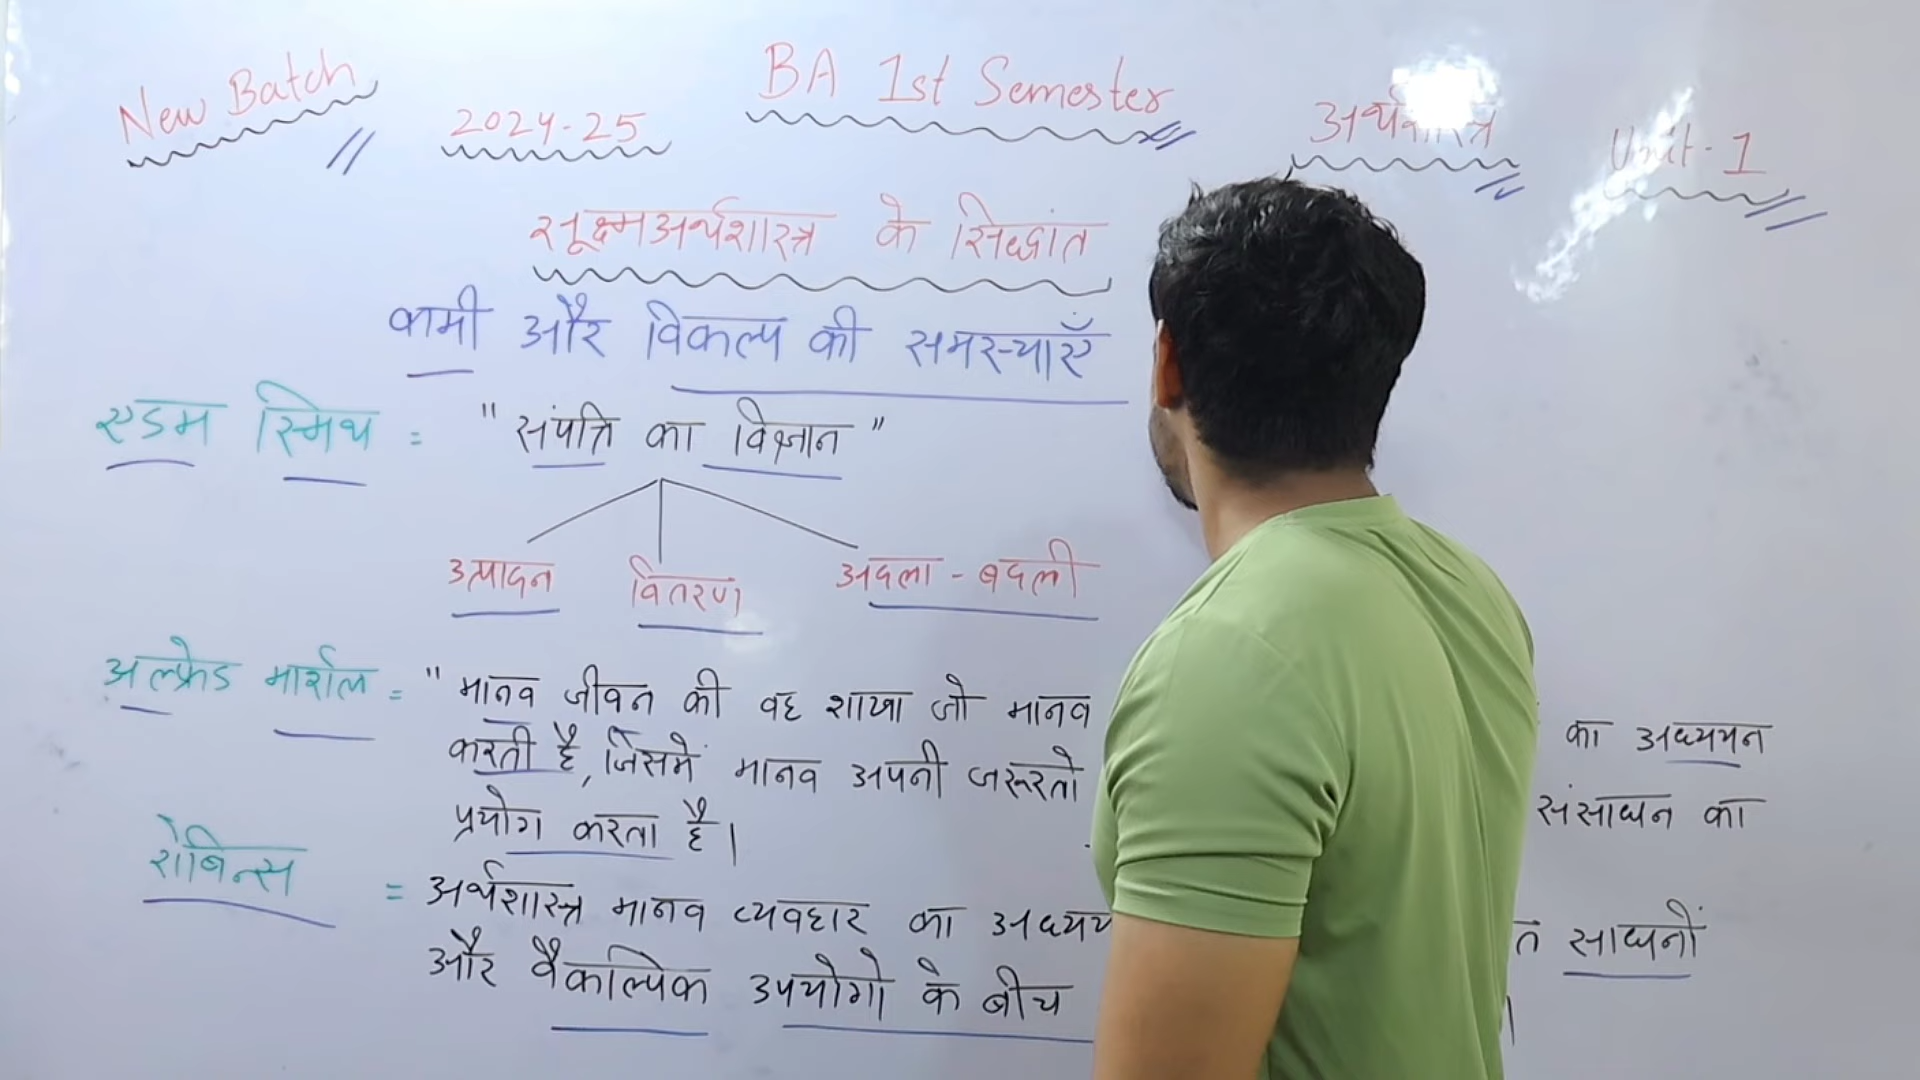 New Batch 2024-25 BA 1st Semester अर्थशास्त्र Unit-1
सूक्ष्मअर्थशास्त्र के सिद्धांत
कमी और विकल्प की समस्याएँ
एडम स्मिथ = "संपत्ति का विज्ञान"
उत्पादन वितरण अदला-बदली
अल्फ्रेड मार्शल = "मानव जीवन की वह शाखा जो मानव का अध्ययन
करती है, जिसमें मानव अपनी जरूरतो संसाधन का
प्रयोग करता है।
रोबिन्स = अर्थशास्त्र मानव व्यवहार का साधनों
और वैकल्पिक उपयोगो के बीच